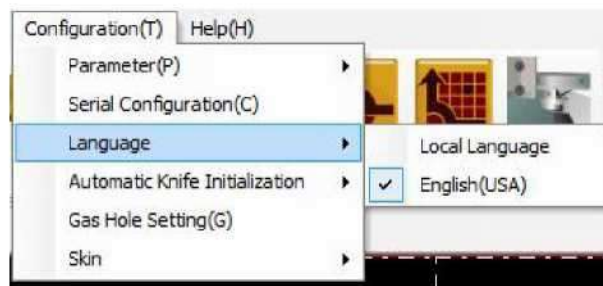 Configuration(T) Help(H)
Parameter(P)
Serial Configuration(C)
Language
Local Language
Automatic Knife Initialization
English(USA)
Gas Hole Setting(G)
Skin